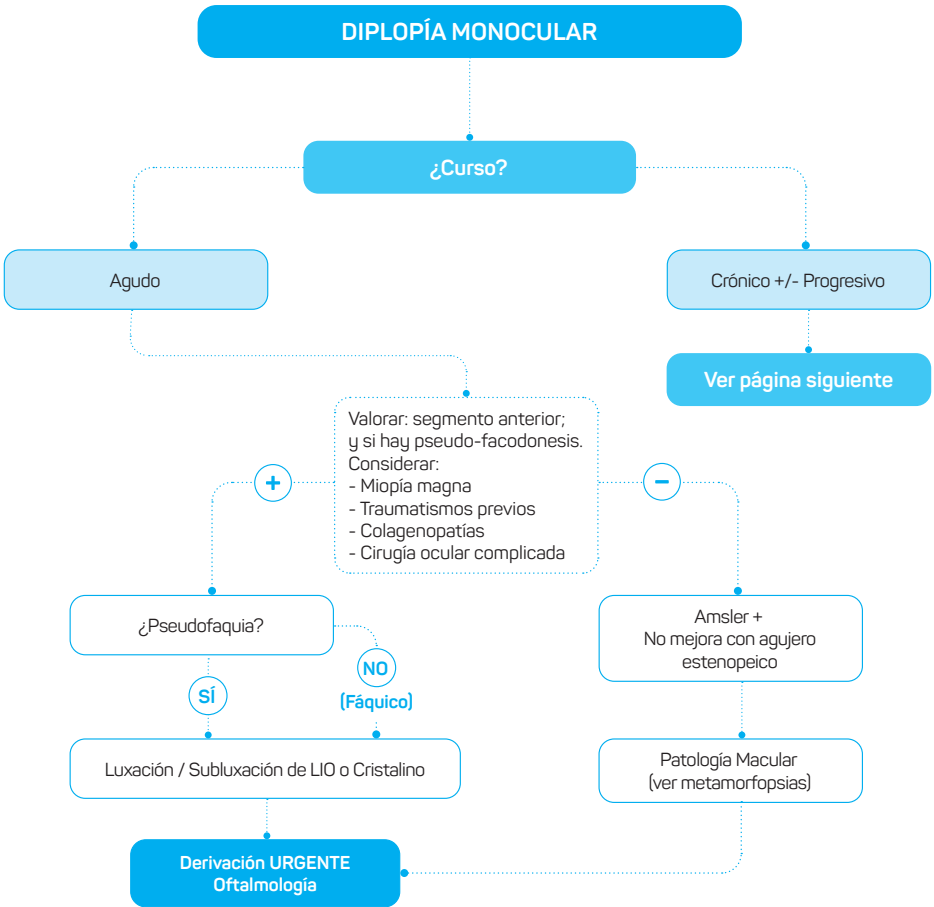 DIPLOPÍA MONOCULAR
¿Curso?
Agudo
Crónico +/- Progresivo
Ver página siguiente
Valorar: segmento anterior;
y si hay pseudo-facodonesis.
Considerar:
- Miopía magna
- Traumatismos previos
- Colagenopatías
- Cirugía ocular complicada
+
−
¿Pseudofaquia?
Amsler +
No mejora con agujero
estenopeico
SÍ
NO
(Fáquico)
Luxación / Subluxación de LIO o Cristalino
Patología Macular
(ver metamorfopsias)
Derivación URGENTE
Oftalmología